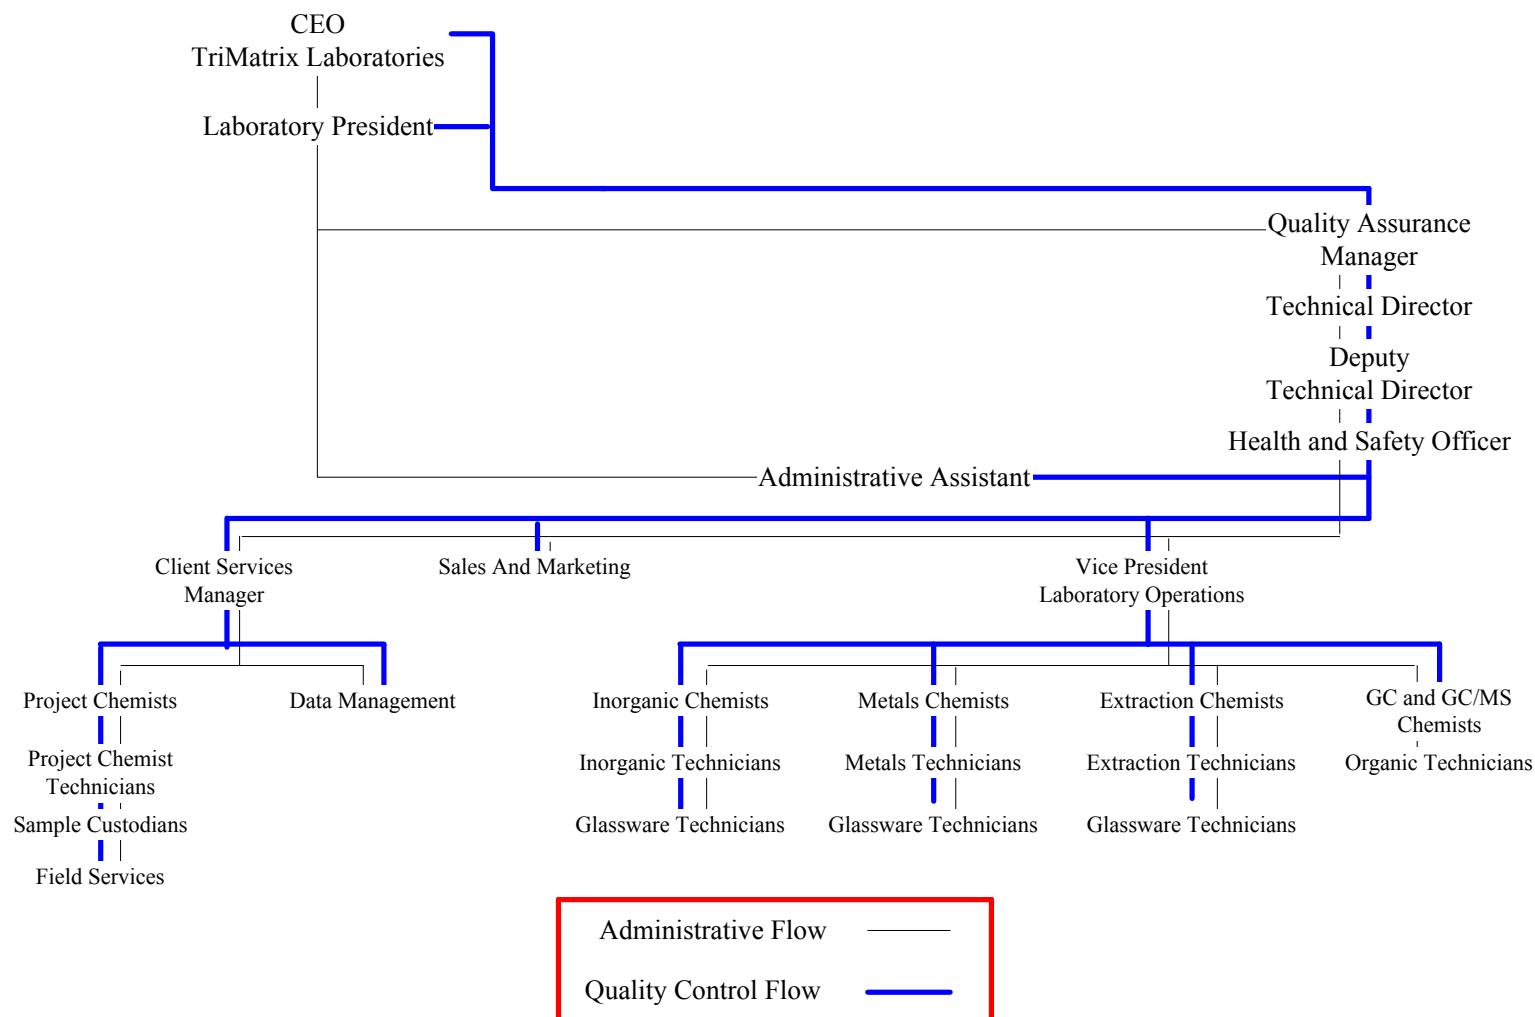 CEO
TriMatrix Laboratories
Laboratory President
Quality Assurance
Manager
Technical Director
Deputy
Technical Director
Health and Safety Officer
Administrative Assistant
Client Services
Manager
Sales And Marketing
Vice President
Laboratory Operations
Project Chemists
Data Management
Inorganic Chemists
Metals Chemists
Extraction Chemists
GC and GC/MS
Chemists
Project Chemist
Technicians
Inorganic Technicians
Metals Technicians
Extraction Technicians
Organic Technicians
Sample Custodians
Glassware Technicians
Glassware Technicians
Glassware Technicians
Field Services
Administrative Flow
Quality Control Flow